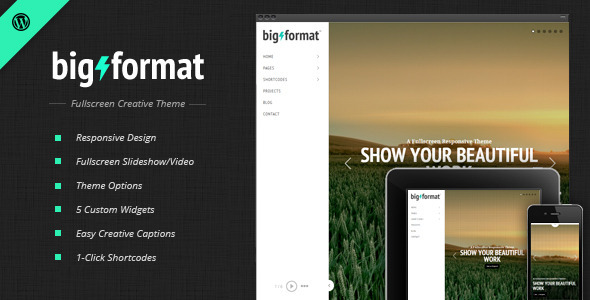 big format
Fullscreen Creative Theme
Responsive Design
Fullscreen Slideshow/Video
Theme Options
5 Custom Widgets
Easy Creative Captions
1-Click Shortcodes
big format
HOME
PAGES
SHORTCODES
PROJECTS
BLOG
CONTACT
A Fullscreen Responsive Theme
SHOW YOUR BEAUTIFUL
WORK
big format
SHOW YOUR BEAUTIFUL
WORK